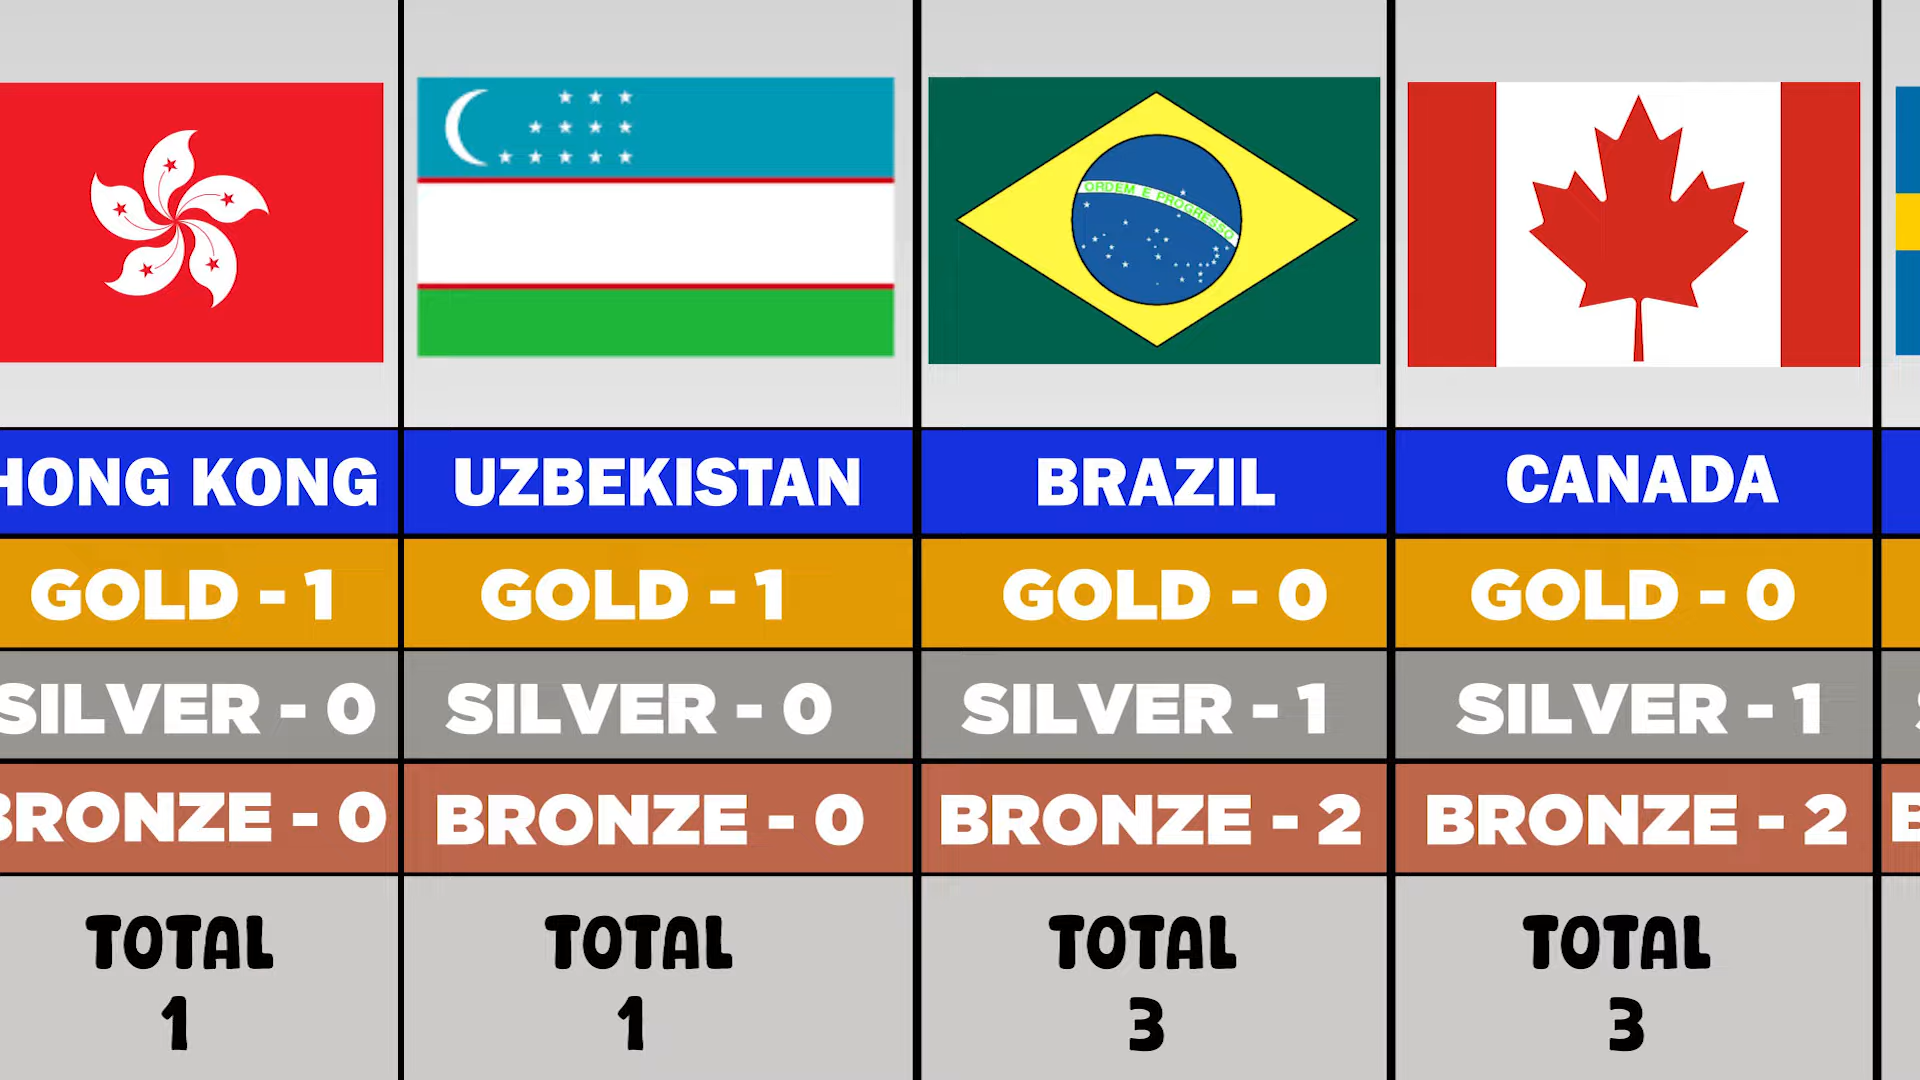 ORDEM E PROGRESSO
HONG KONG
UZBEKISTAN
BRAZIL
CANADA
GOLD - 1
GOLD - 1
GOLD - 0
GOLD - 0
SILVER - 0
SILVER - 0
SILVER - 1
SILVER - 1
BRONZE - 0
BRONZE - 0
BRONZE - 2
BRONZE - 2
TOTAL
TOTAL
TOTAL
TOTAL
1
1
3
3